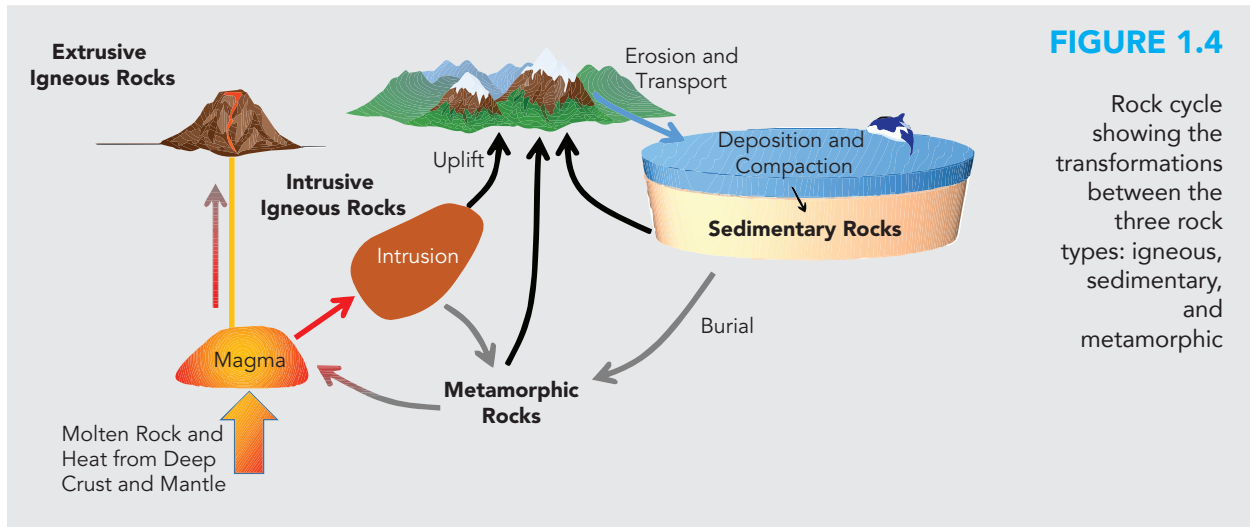 FIGURE 1.4
Rock cycle
showing the
transformations
between the
three rock
types: igneous,
sedimentary,
and
metamorphic
Extrusive
Igneous Rocks
Erosion and
Transport
Deposition and
Compaction
Uplift
Intrusive
Igneous Rocks
Sedimentary Rocks
Intrusion
Burial
Magma
Metamorphic
Rocks
Molten Rock and
Heat from Deep
Crust and Mantle